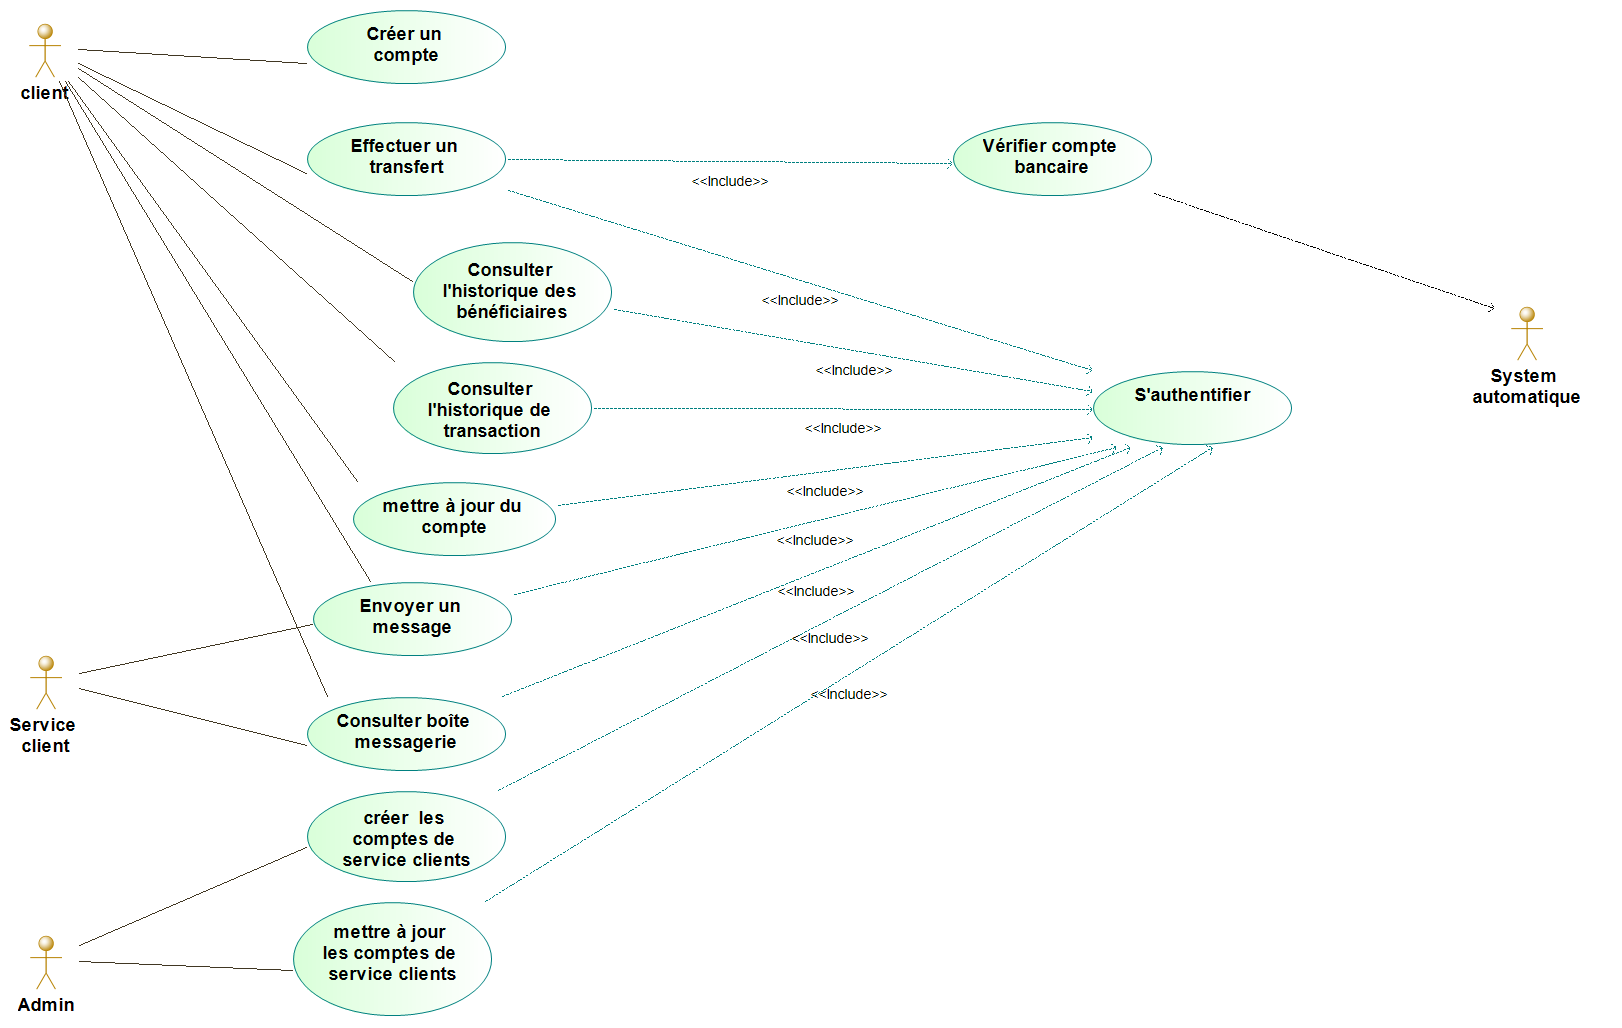 client
Créer un
compte
Effectuer un
transfert
<<Include>>
Vérifier compte
bancaire
Consulter
l'historique des
bénéficiaires
<<Include>>
<<Include>>
System
automatique
Consulter
l'historique de
transaction
<<Include>>
S'authentifier
mettre à jour du
compte
<<Include>>
<<Include>>
Envoyer un
message
<<Include>>
<<Include>>
<<Include>>
Service
client
Consulter boîte
messagerie
créer  les
comptes de
service clients
mettre à jour
les comptes de
service clients
Admin